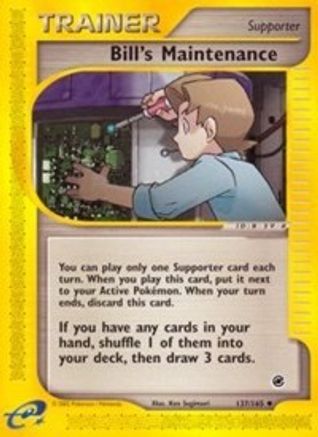 TRAINER
Supporter
Bill's Maintenance
You can play only one Supporter card each
turn. When you play this card, put it next
to your Active Pokémon. When your turn
ends, discard this card.
If you have any cards in your
hand, shuffle 1 of them into
your deck, then draw 3 cards.
Illus. Ken Sugimori
137/165
e